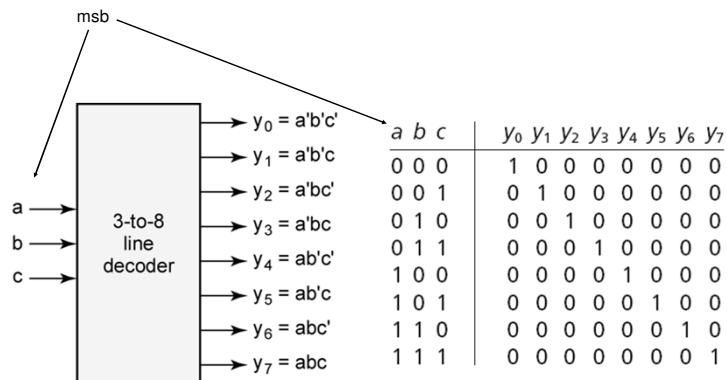 msb
a
b
c
3-to-8
line
decoder
y0 = a'b'c'
y1 = a'b'c
y2 = a'bc'
y3 = a'bc
y4 = ab'c'
y5 = ab'c
y6 = abc'
y7 = abc
a b c y0 y1 y2 y3 y4 y5 y6 y7
0 0 0 1 0 0 0 0 0 0 0
0 0 1 0 1 0 0 0 0 0 0
0 1 0 0 0 1 0 0 0 0 0
0 1 1 0 0 0 1 0 0 0 0
1 0 0 0 0 0 0 1 0 0 0
1 0 1 0 0 0 0 0 1 0 0
1 1 0 0 0 0 0 0 0 1 0
1 1 1 0 0 0 0 0 0 0 1